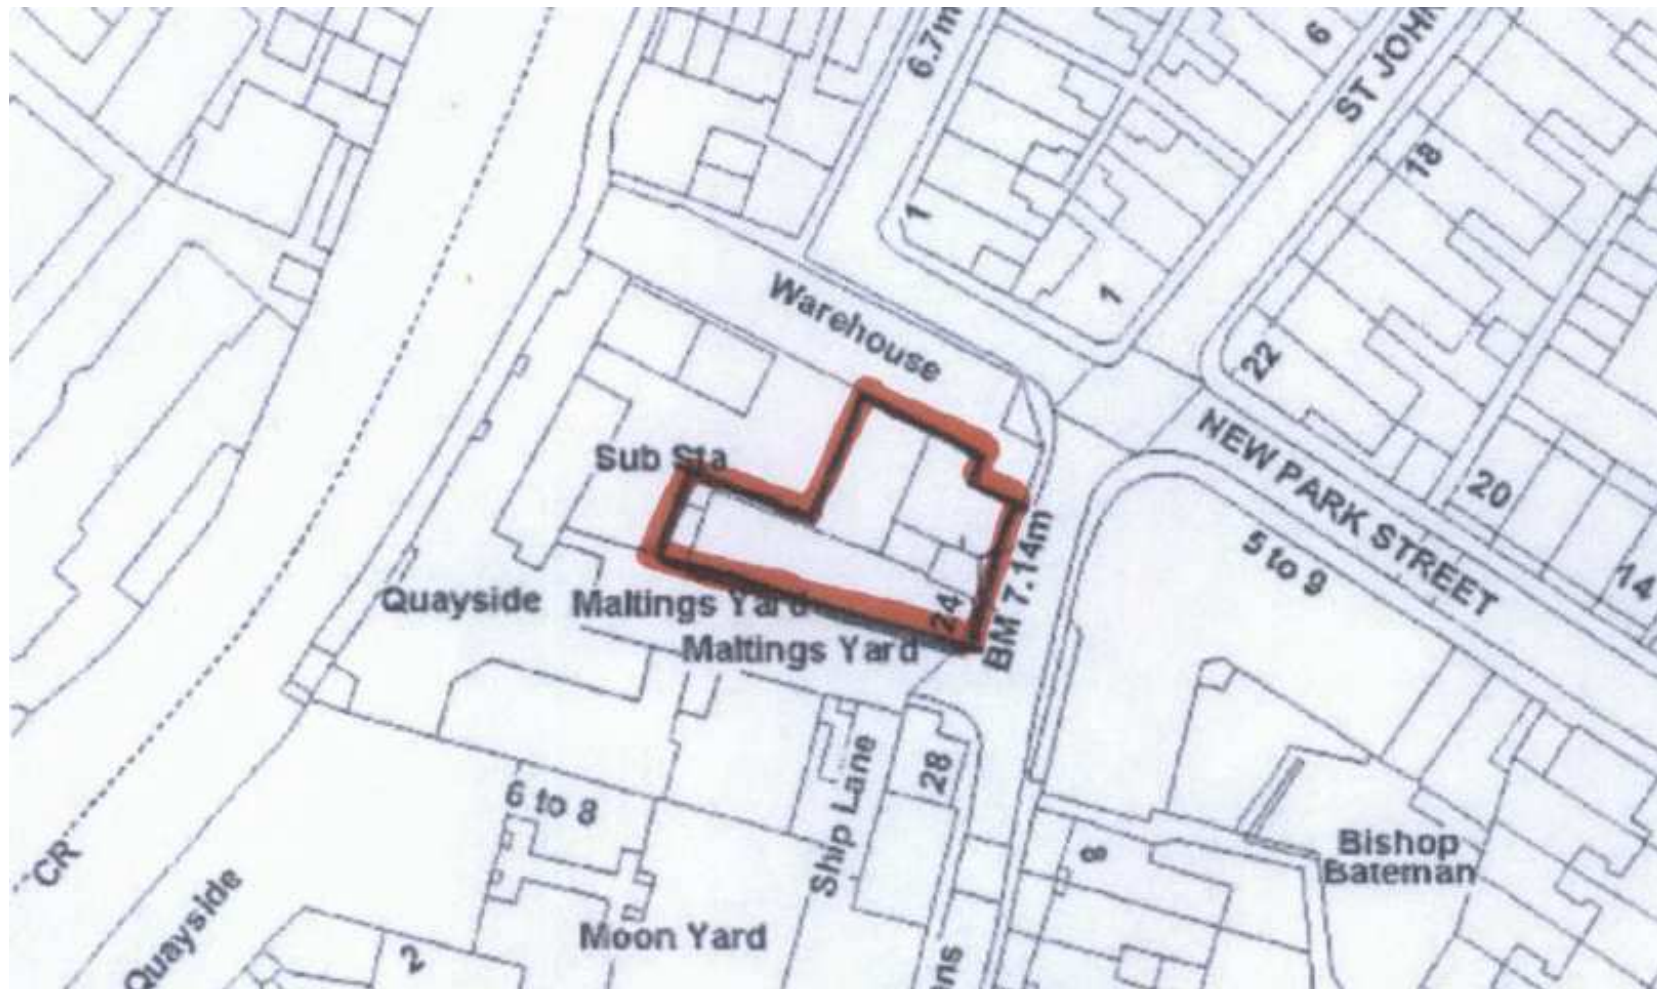 6.7m
6
ST JOHN
18
1
1
Warehouse
22
NEW PARK STREET
20
Sub Sta
5 to 9
14
BM 7.14m
24
Quayside
Maltings Yard
Maltings Yard
28
Ship Lane
6 to 8
8
Bishop
Bateman
CR
Quayside
Moon Yard
2
ns